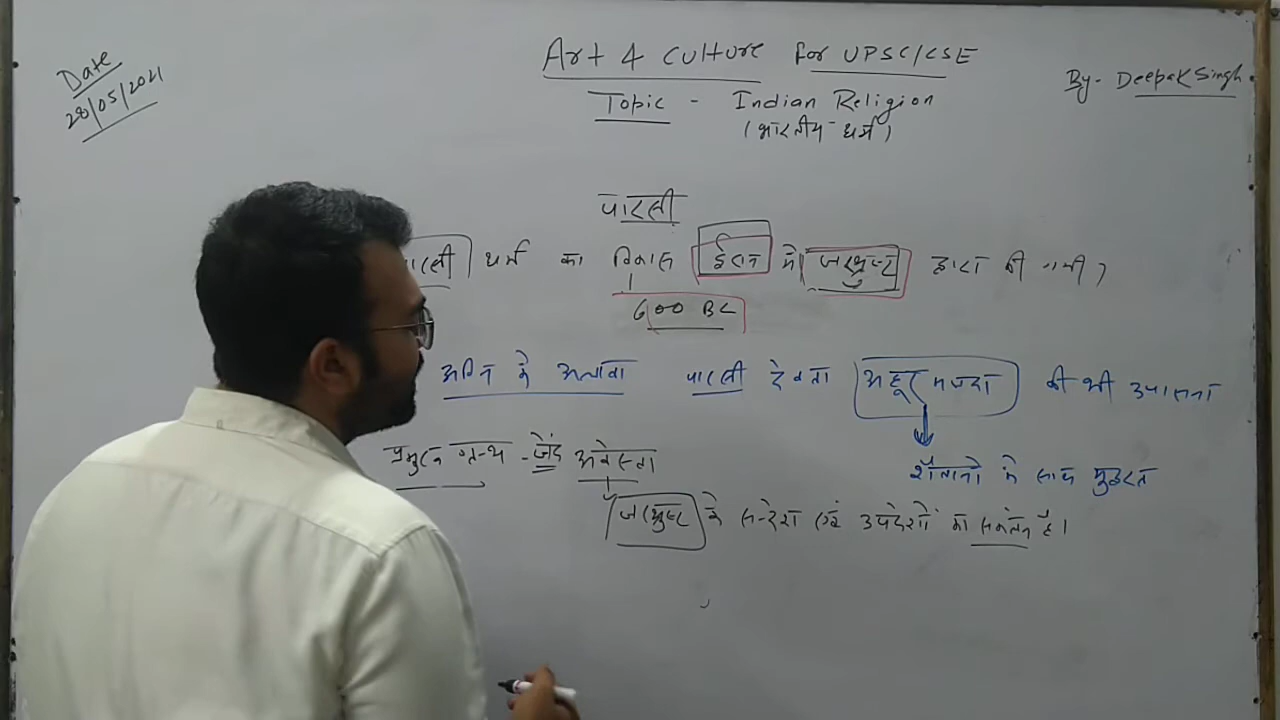 Date
28/05/2021
Art & Culture for UPSC/CSE
By- Deepak Singh
Topic - Indian Religion
(भारतीय धर्म)
पारसी
पारसी धर्म का विकास ईरान में जरथुष्ट द्वारा की गयी
600 BC
अग्नि के अलावा पारसी देवता अहूर मजदा की भी उपासना
शैतानो के साथ युद्धरत
प्रमुख ग्रन्थ - जेंद अवेस्ता
जरथुष्ट के सन्देश एवं उपदेशों का संकलन है।